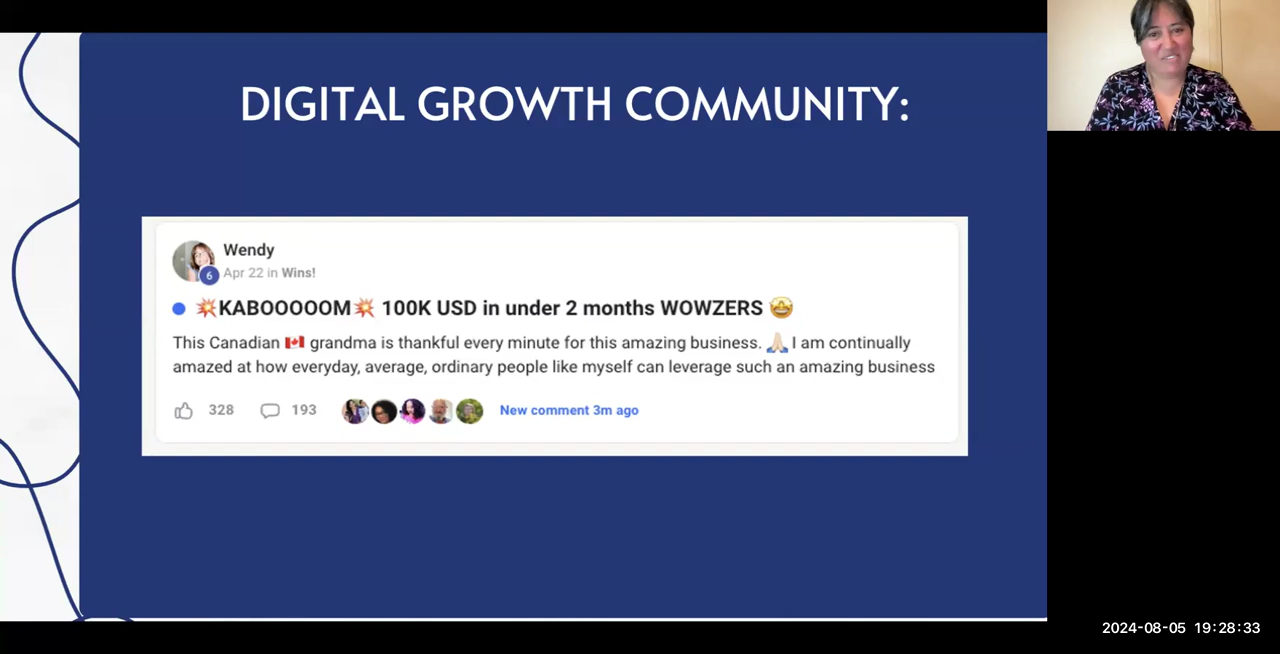 DIGITAL GROWTH COMMUNITY:
Wendy
6
Apr 22 in Wins!
💥KABOOOOOM💥 100K USD in under 2 months WOWZERS 🤩
This Canadian 🇨🇦 grandma is thankful every minute for this amazing business. 🙏🏻 I am continually
amazed at how everyday, average, ordinary people like myself can leverage such an amazing business
328 193 New comment 3m ago
2024-08-05 19:28:33